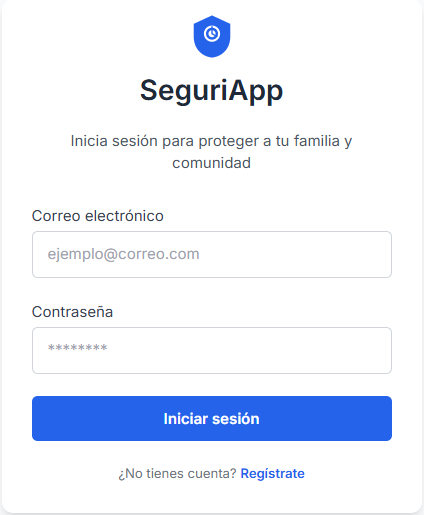 SeguriApp
Inicia sesión para proteger a tu familia y
comunidad
Correo electrónico
ejemplo@correo.com
Contraseña
********
Iniciar sesión
¿No tienes cuenta? Regístrate